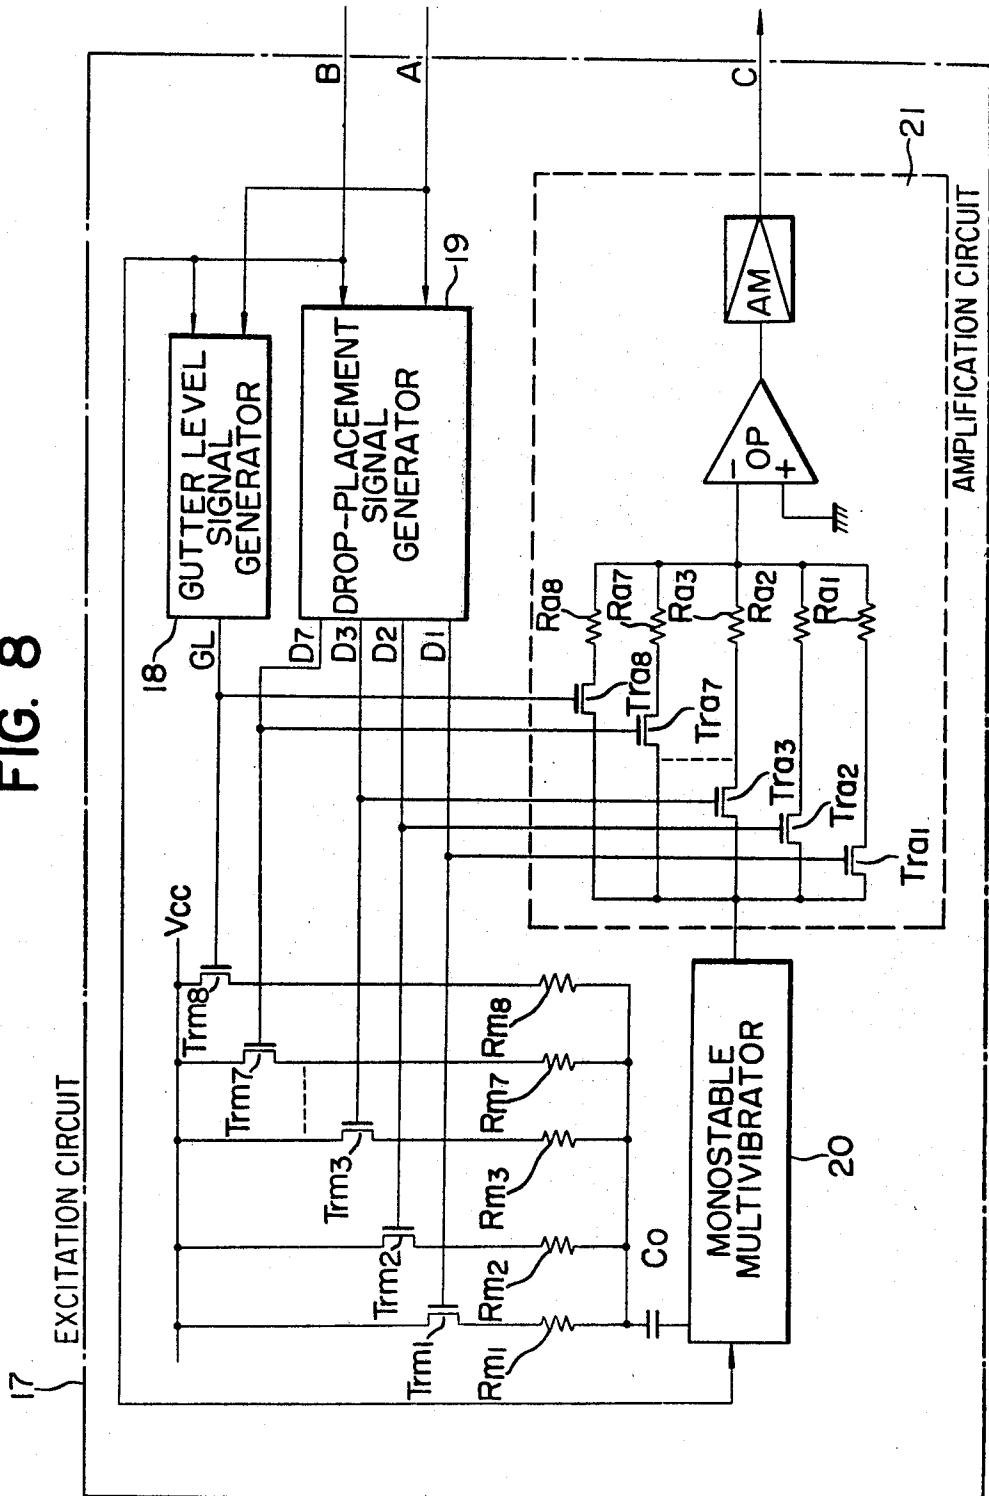 FIG. 8
17
EXCITATION CIRCUIT
B
A
C
18
GUTTER LEVEL
SIGNAL
GENERATOR
GL
19
DROP-PLACEMENT
SIGNAL
GENERATOR
D7
D3
D2
D1
Vcc
Trm8
Trm7
Trm3
Trm2
Trm1
Rm8
Rm7
Rm3
Rm2
Rm1
Co
MONOSTABLE
MULTIVIBRATOR
20
Tra8
Tra7
Tra3
Tra2
Tra1
Ra8
Ra7
Ra3
Ra2
Ra1
−
OP
+
AM
21
AMPLIFICATION CIRCUIT